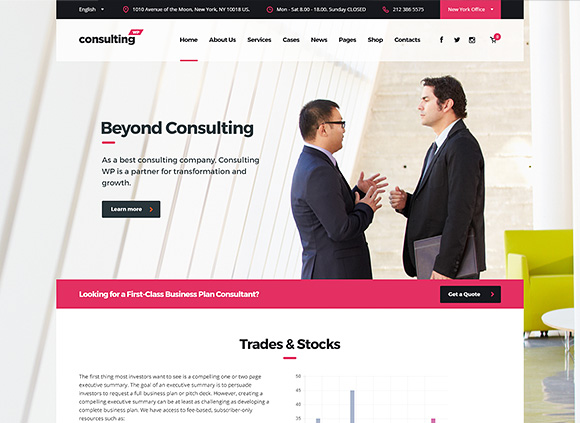 English 1010 Avenue of the Moon, New York, NY 10018 US. Mon - Sat 8.00 - 18.00. Sunday CLOSED 212 386 5575 New York Office
consulting WP Home About Us Services Cases News Pages Shop Contacts 0
Beyond Consulting
As a best consulting company, Consulting
WP is a partner for transformation and
growth.
Learn more
Looking for a First-Class Business Plan Consultant? Get a Quote
Trades & Stocks
The first thing most investors want to see is a compelling one or two page
executive summary. The goal of an executive summary is to persuade
investors to request a full business plan or pitch deck. However, creating a
compelling executive summary can be at least as challenging as developing a
complete business plan. We have access to fee-based, subscriber-only
resources such as:
50
45
40
35
30